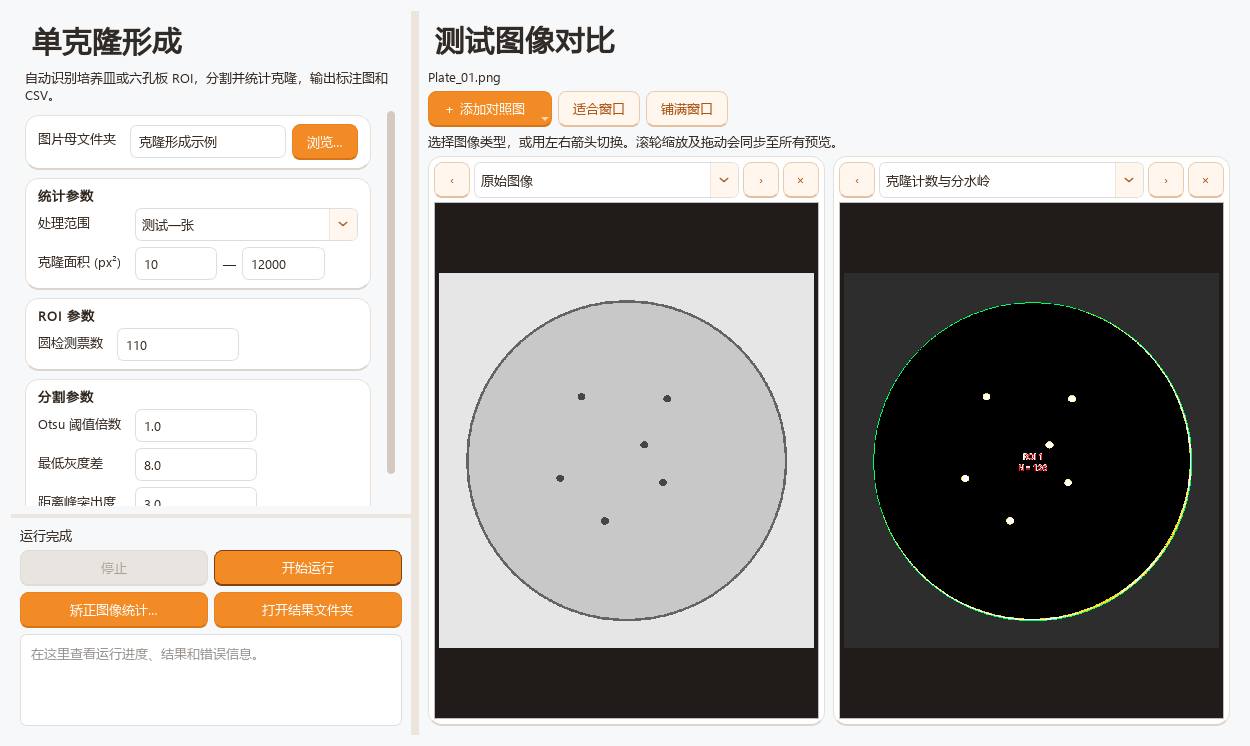 单克隆形成
自动识别培养皿或六孔板 ROI，分割并统计克隆，输出标注图和
CSV。
图片母文件夹
克隆形成示例
浏览...
统计参数
处理范围
测试一张
克隆面积 (px²)
10
—
12000
ROI 参数
圆检测票数
110
分割参数
Otsu 阈值倍数
1.0
最低灰度差
8.0
距离峰突出度
3.0
运行完成
停止
开始运行
矫正图像统计...
打开结果文件夹
在这里查看运行进度、结果和错误信息。
测试图像对比
Plate_01.png
+ 添加对照图
适合窗口
铺满窗口
选择图像类型，或用左右箭头切换。滚轮缩放及拖动会同步至所有预览。
‹
原始图像
›
×
‹
克隆计数与分水岭
›
×
ROI 1